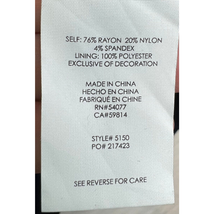 SELF: 76% RAYON 20% NYLON
4% SPANDEX
LINING: 100% POLYESTER
EXCLUSIVE OF DECORATION
MADE IN CHINA
HECHO EN CHINA
FABRIQUÉ EN CHINE
RN#54077
CA#59814
STYLE# 5150
PO# 217423
SEE REVERSE FOR CARE